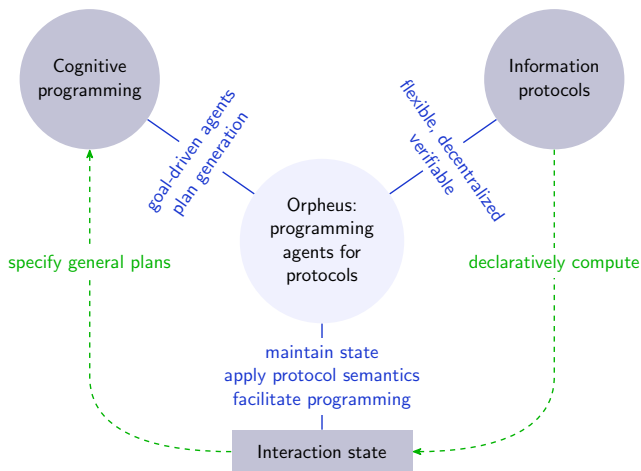 Cognitive
programming
Information
protocols
goal-driven agents
plan generation
flexible, decentralized
verifiable
Orpheus:
programming
agents for
protocols
specify general plans
declaratively compute
maintain state
apply protocol semantics
facilitate programming
Interaction state